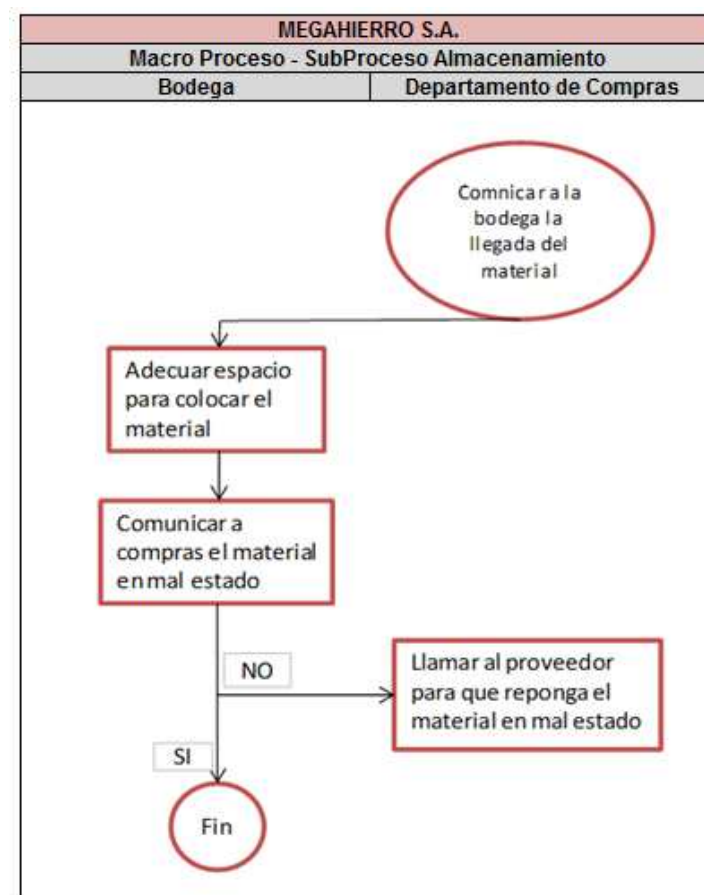 MEGAHIERRO S.A.
Macro Proceso - SubProceso Almacenamiento
Bodega
Departamento de Compras
Comnicar a la
bodega la
llegada del
material
Adecuar espacio
para colocar el
material
Comunicar a
compras el material
en mal estado
NO
Llamar al proveedor
para que reponga el
material en mal estado
SI
Fin